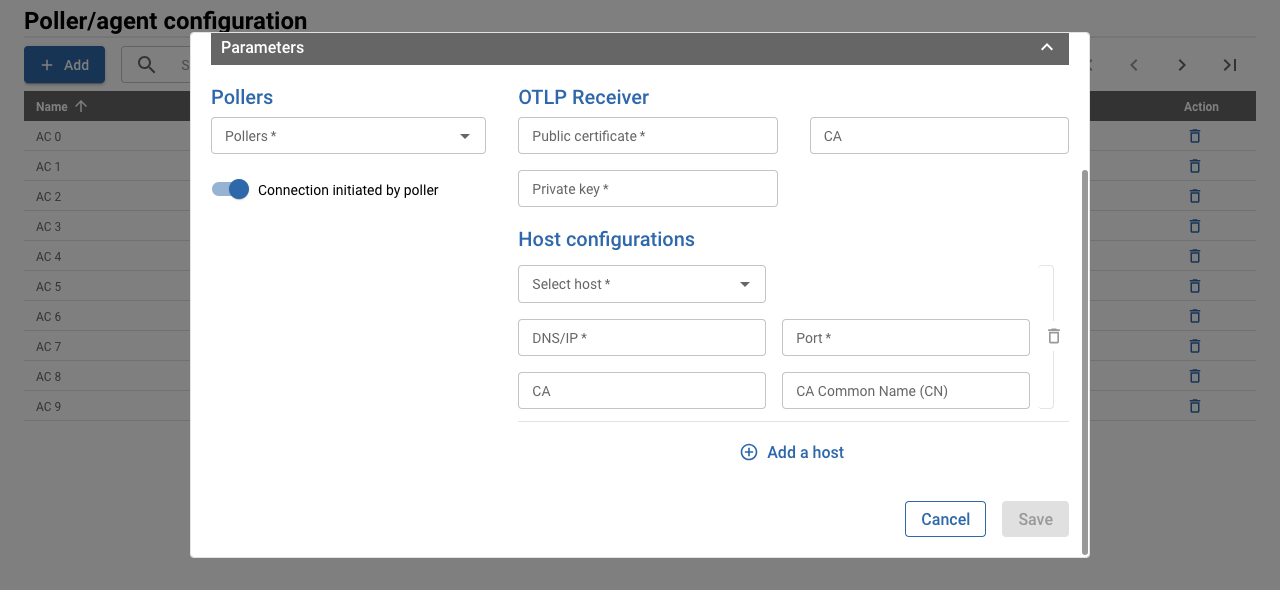 Poller/agent configuration
Add
S
Name
Action
AC 0
AC 1
AC 2
AC 3
AC 4
AC 5
AC 6
AC 7
AC 8
AC 9
Parameters
Pollers
Pollers *
Connection initiated by poller
OTLP Receiver
Public certificate *
CA
Private key *
Host configurations
Select host *
DNS/IP *
Port *
CA
CA Common Name (CN)
Add a host
Cancel
Save